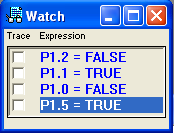 Watch
Trace Expression
P1.2 = FALSE
P1.1 = TRUE
P1.0 = FALSE
P1.5 = TRUE